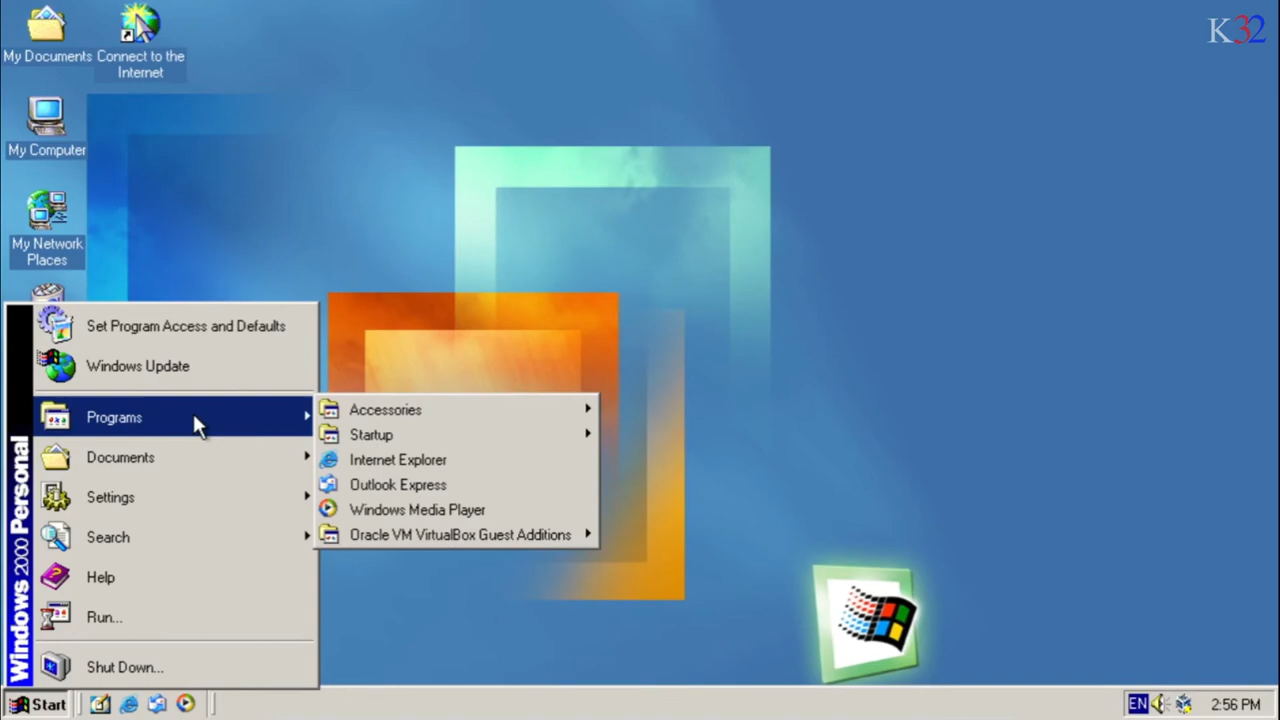 K32
My Documents
Connect to the
Internet
My Computer
My Network
Places
Windows 2000 Personal
Set Program Access and Defaults
Windows Update
Programs
Documents
Settings
Search
Help
Run...
Shut Down...
Accessories
Startup
Internet Explorer
Outlook Express
Windows Media Player
Oracle VM VirtualBox Guest Additions
Start
EN
2:56 PM